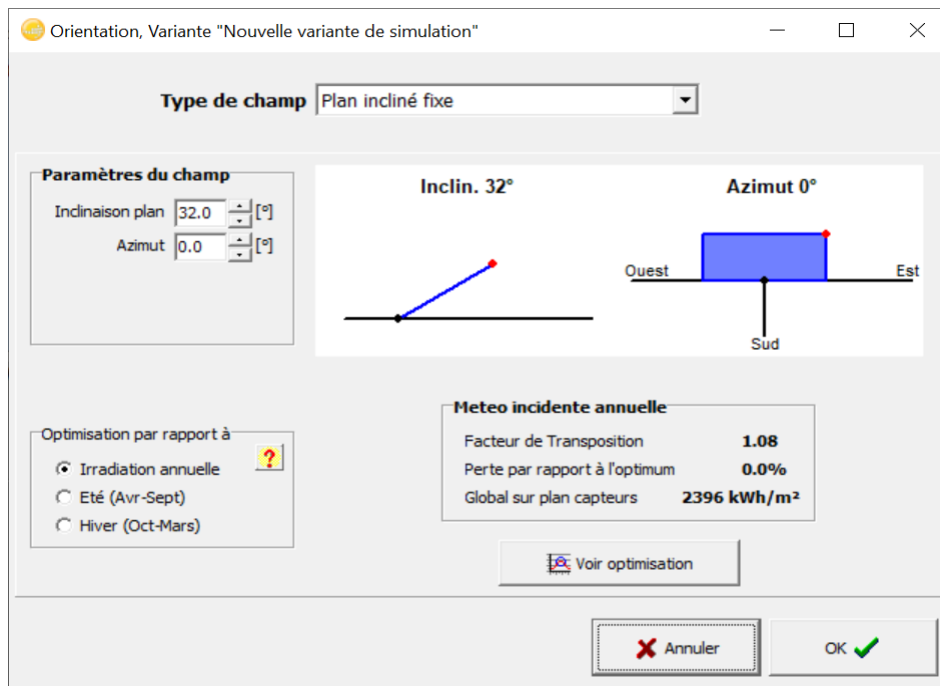 Orientation, Variante "Nouvelle variante de simulation"
Type de champ Plan incliné fixe
Paramètres du champ
Inclinaison plan 32.0 [°]
Azimut 0.0 [°]
Inclin. 32°
Azimut 0°
Ouest
Est
Sud
Optimisation par rapport à
?
Irradiation annuelle
Eté (Avr-Sept)
Hiver (Oct-Mars)
Meteo incidente annuelle
Facteur de Transposition 1.08
Perte par rapport à l'optimum 0.0%
Global sur plan capteurs 2396 kWh/m²
Voir optimisation
Annuler
OK